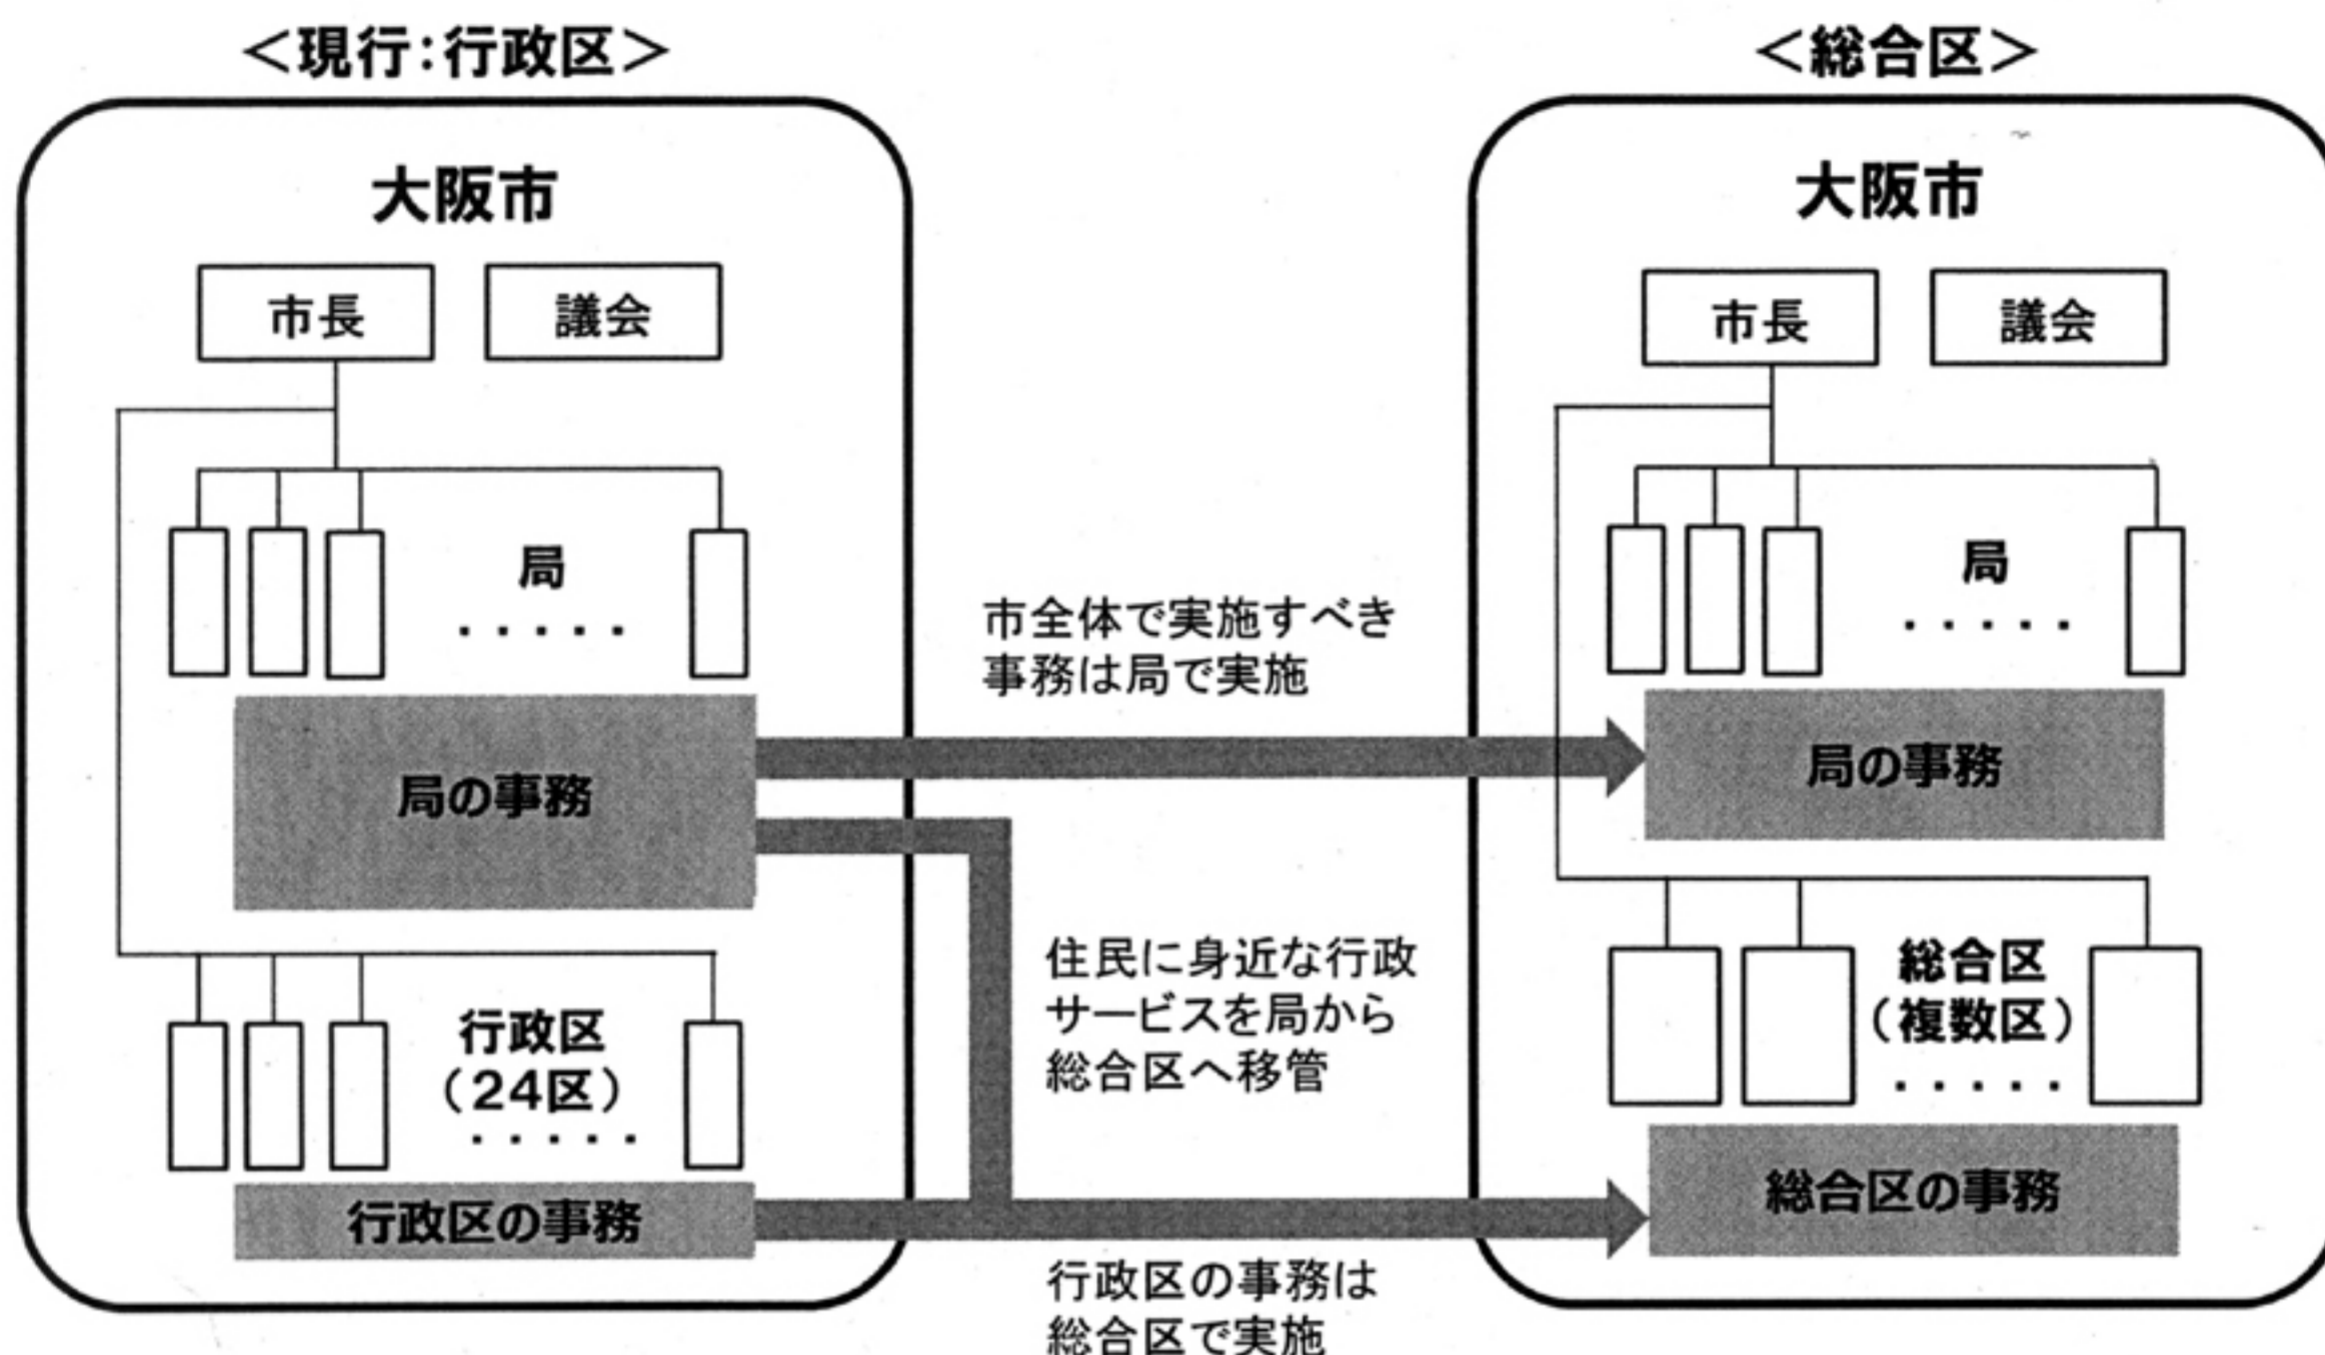 ＜現行：行政区＞
大阪市
市長
議会
局
・・・・・
局の事務
行政区
（24区）
・・・・・
行政区の事務
市全体で実施すべき
事務は局で実施
住民に身近な行政
サービスを局から
総合区へ移管
行政区の事務は
総合区で実施
＜総合区＞
大阪市
市長
議会
局
・・・・・
局の事務
総合区
（複数区）
・・・・・
総合区の事務